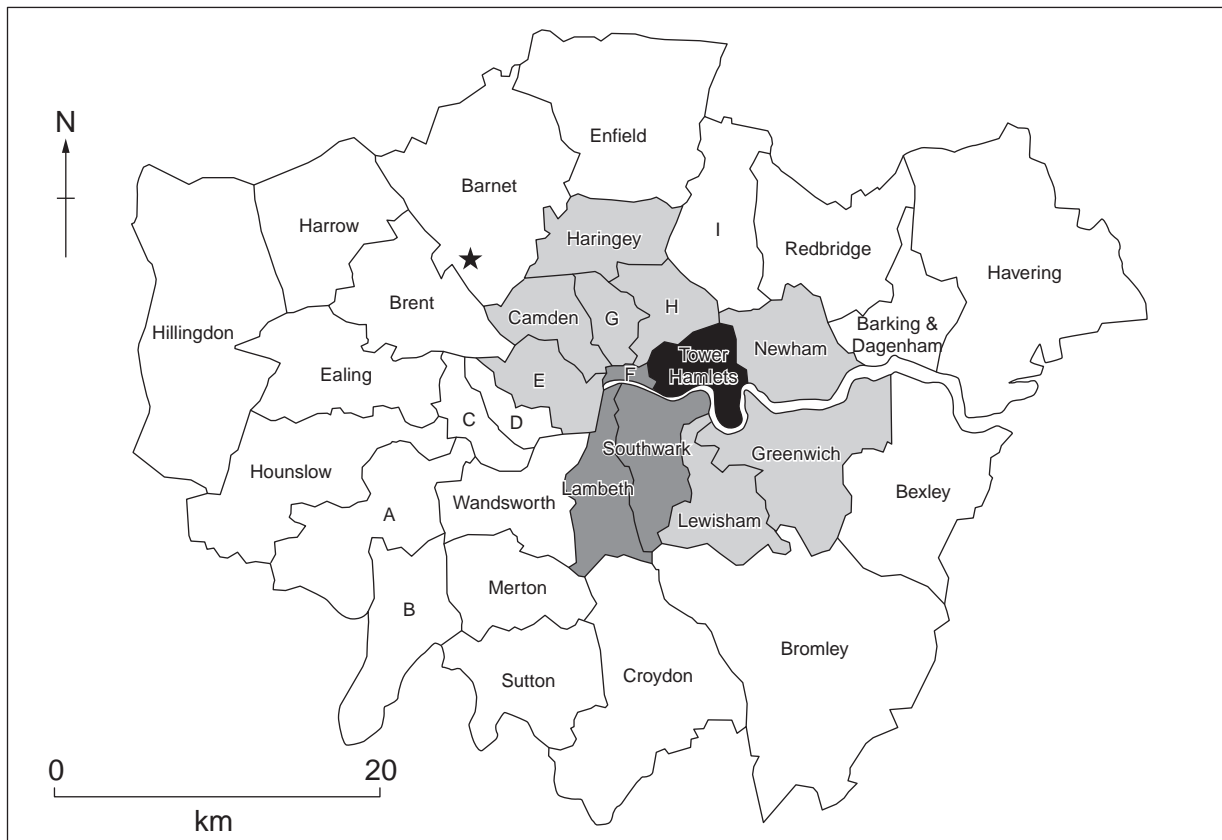 N
Enfield
Barnet
Harrow
Haringey
I
Redbridge
Havering
Brent
Hillingdon
Camden
G
H
Barking &
Dagenham
Newham
Tower
Hamlets
Ealing
E
F
C
D
Southwark
Greenwich
Hounslow
Lambeth
Wandsworth
Bexley
A
Lewisham
Merton
B
Bromley
Sutton
Croydon
0 20
km